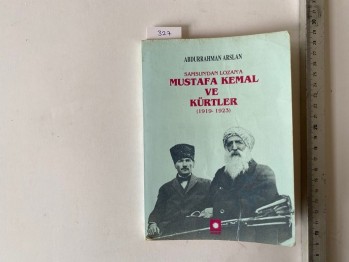 327
ABDURRAHMAN ARSLAN
SAMSUN'DAN LOZAN'A
MUSTAFA KEMAL
VE
KÜRTLER
(1919-1923)